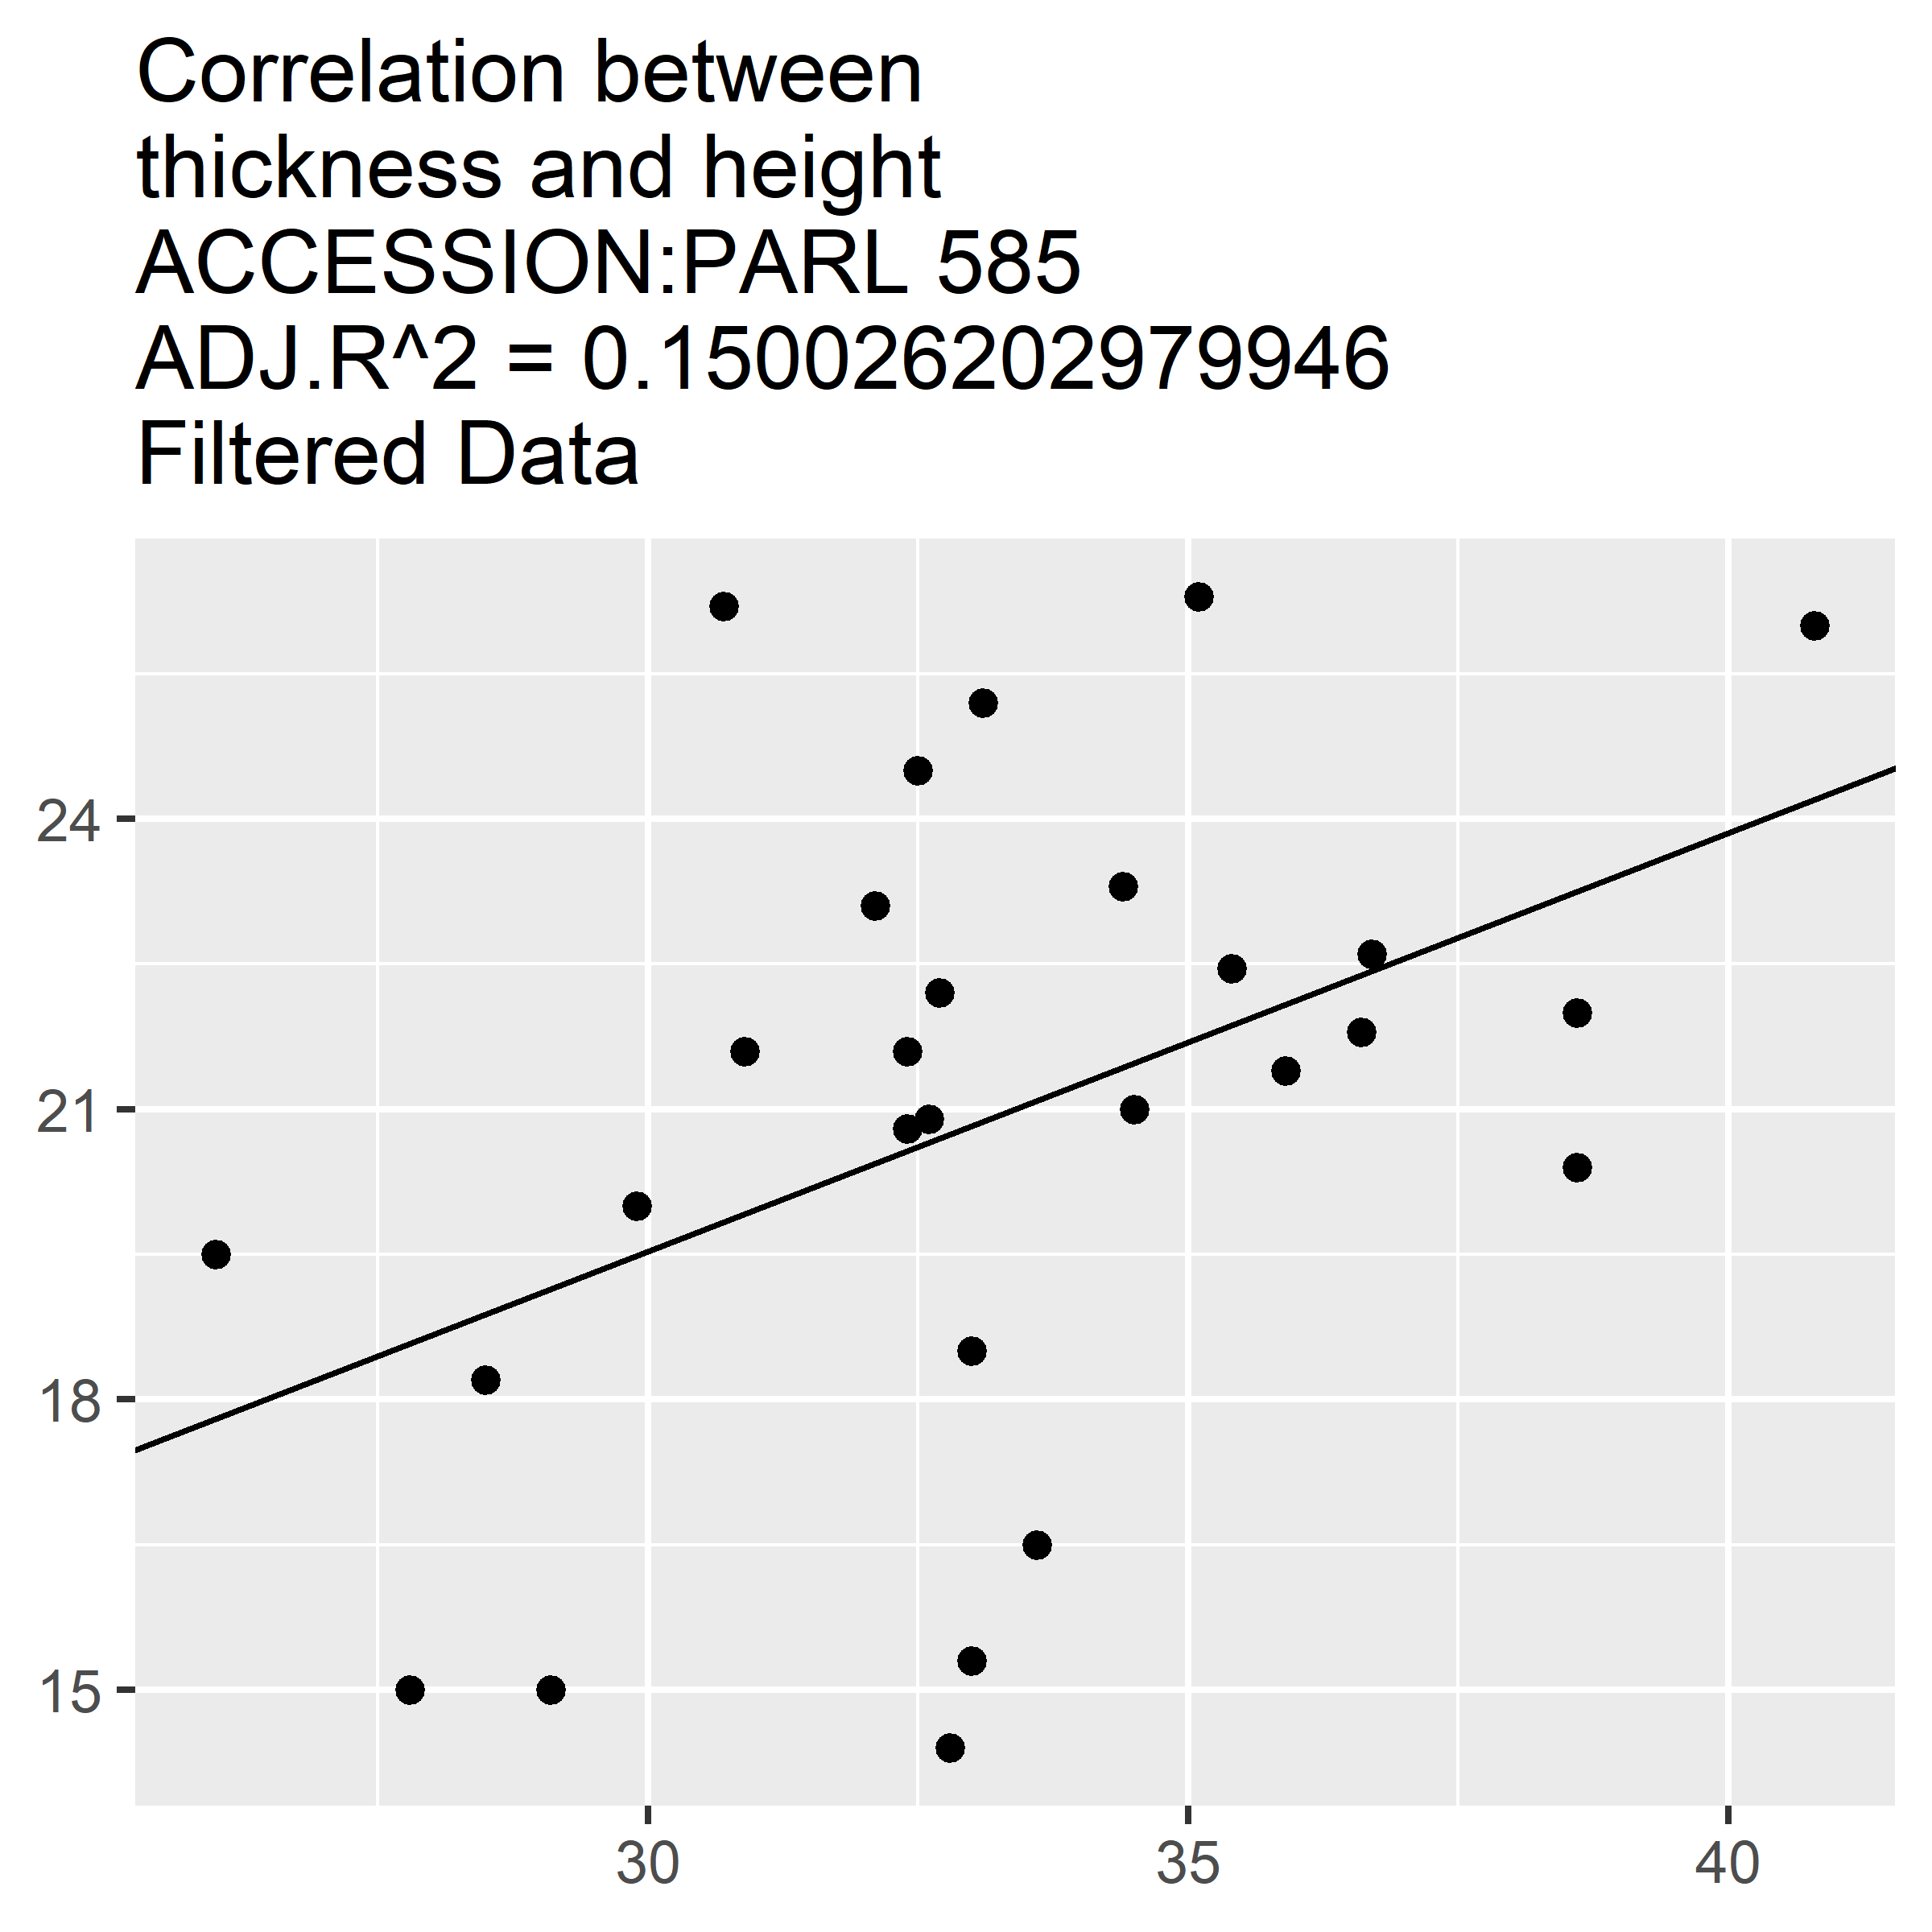 Correlation between
thickness and height
ACCESSION:PARL 585
ADJ.R^2 = 0.150026202979946
Filtered Data
24
21
18
15
30 35 40